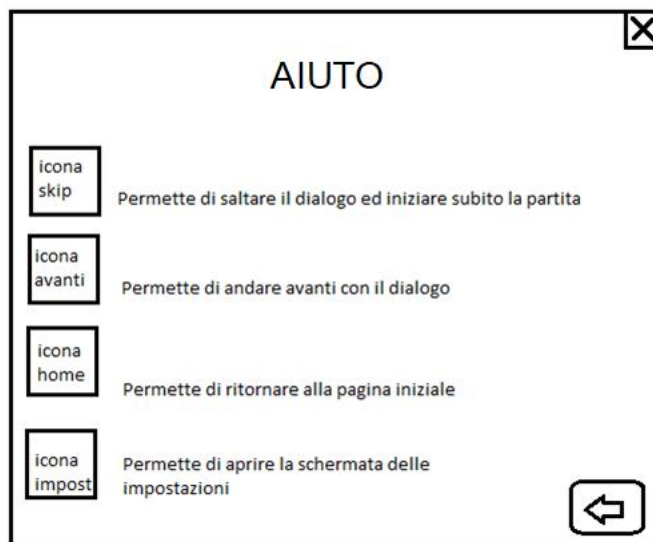 AIUTO
icona
skip
Permette di saltare il dialogo ed iniziare subito la partita
icona
avanti
Permette di andare avanti con il dialogo
icona
home
Permette di ritornare alla pagina iniziale
icona
impost
Permette di aprire la schermata delle
impostazioni